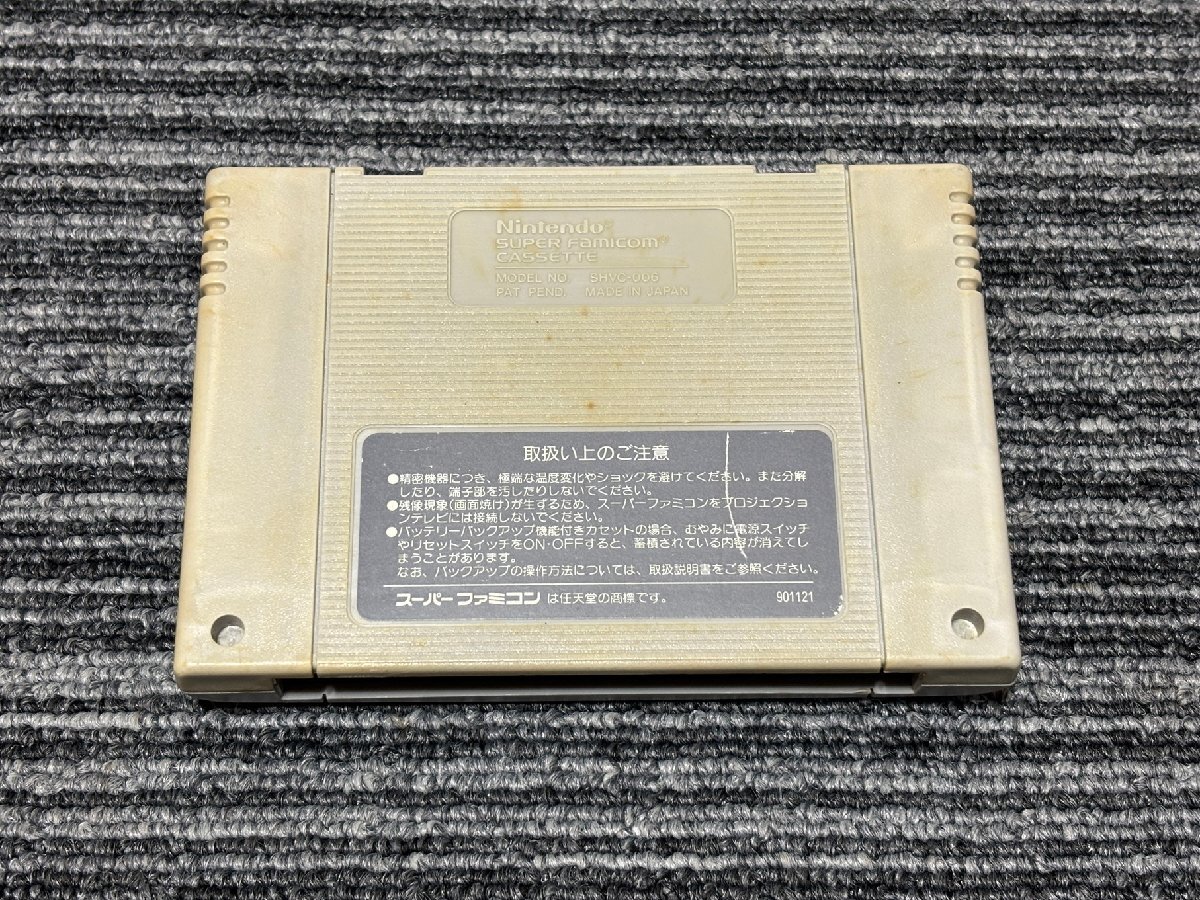 Nintendo®
SUPER FAMICOM®
CASSETTE
MODEL NO. SHVC-006
PAT. PEND. MADE IN JAPAN
取扱い上のご注意
●精密機器につき、極端な温度変化やショックを避けてください。また分解
したり、端子部を汚したりしないでください。
●残像現象(画面焼け)が生ずるため、スーパーファミコンをプロジェクショ
ンテレビには接続しないでください。
●バッテリーバックアップ機能付きカセットの場合、むやみに電源スイッチ
やリセットスイッチをON・OFFすると、蓄積されている内容が消えてし
まうことがあります。
なお、バックアップの操作方法については、取扱説明書をご参照ください。
スーパーファミコン は任天堂の商標です。 901121